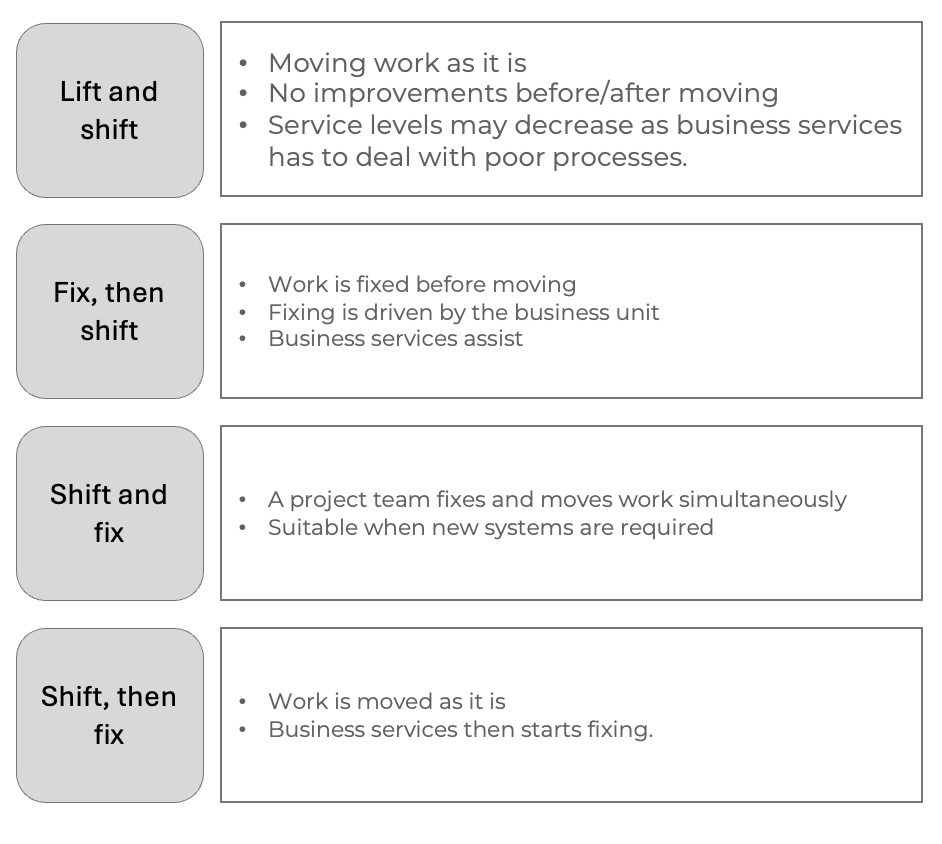 Lift and
shift
• Moving work as it is
• No improvements before/after moving
• Service levels may decrease as business services
has to deal with poor processes.
Fix, then
shift
• Work is fixed before moving
• Fixing is driven by the business unit
• Business services assist
Shift and
fix
• A project team fixes and moves work simultaneously
• Suitable when new systems are required
Shift, then
fix
• Work is moved as it is
• Business services then starts fixing.